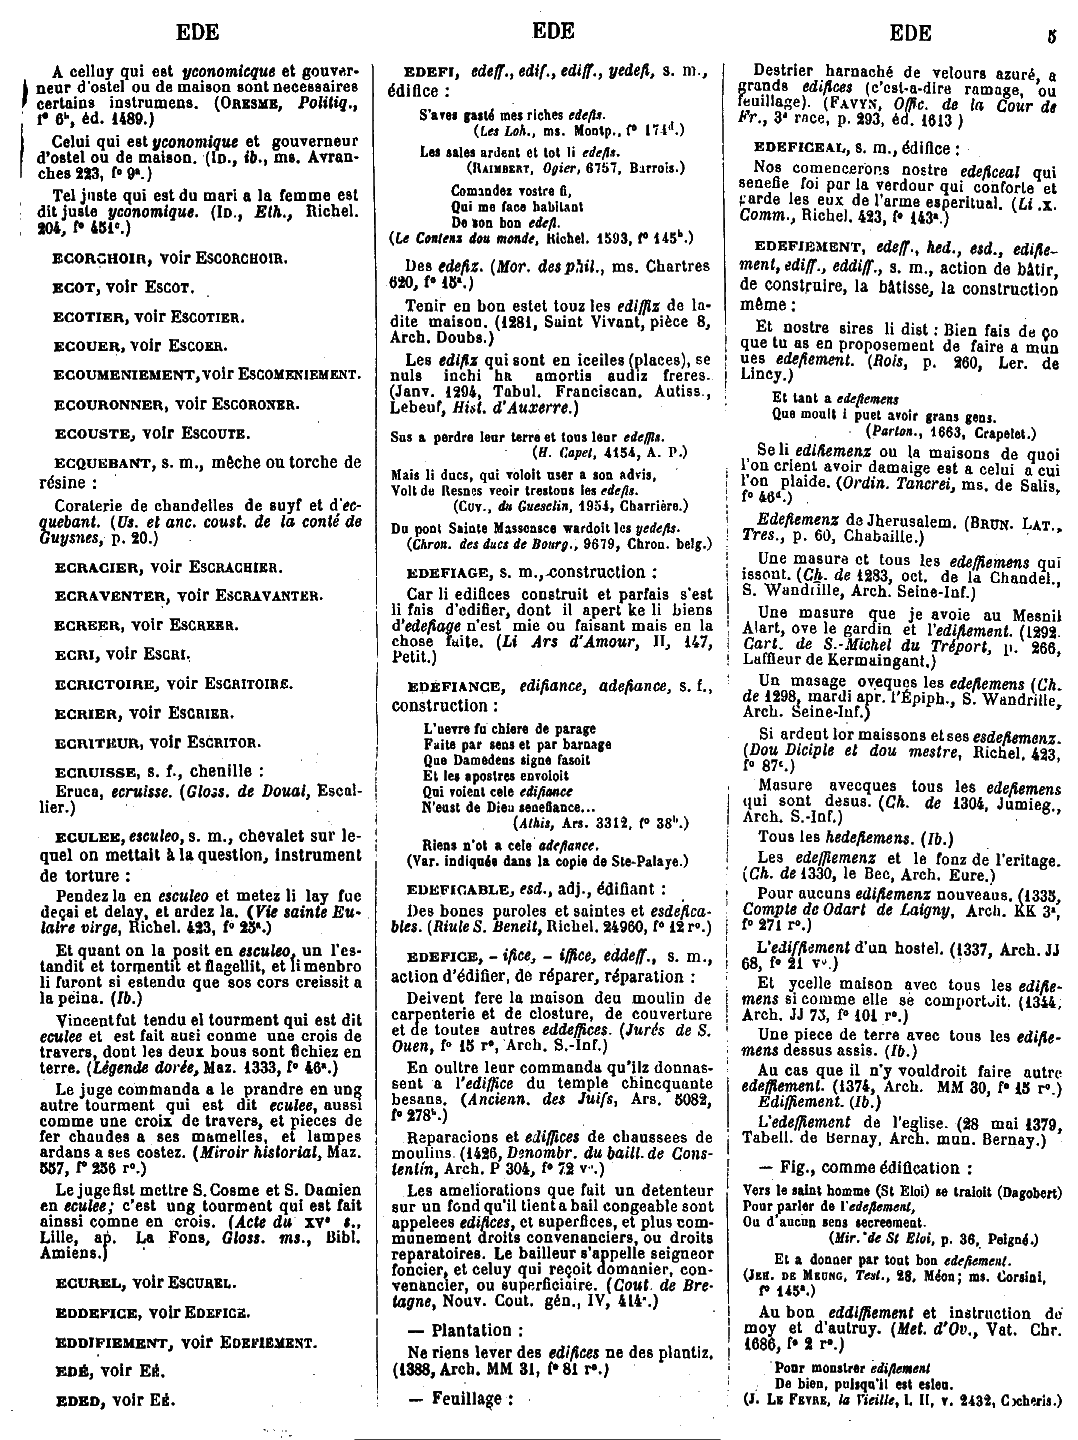 EDE
A celluy qui est yconomicque et gouver-
neur d'ostel ou de maison sont necessaires
certains instrumens. (ORESME, Politiq.,
f° 6ᵇ, éd. 1489.)
Celui qui est yconomique et gouverneur
d'ostel ou de maison. (ID., ib., ms. Avran-
ches 223, f° 9ᵃ.)
Tel juste qui est du mari a la femme est
dit juste yconomique. (ID., Eth., Richel.
204, f° 451ᶜ.)
ECORCHOIR, voir ESCORCHOIR.
ECOT, voir ESCOT.
ECOTIER, voir ESCOTIER.
ECOUER, voir ESCOER.
ECOUMENIEMENT, voir ESCOMENIEMENT.
ECOURONNER, voir ESCORONER.
ECOUSTE, voir ESCOUTE.
ECQUEBANT, s. m., mêche ou torche de
résine :
Coraterie de chandelles de suyf et d'ec-
quebant. (Us. et anc. coust. de la conté de
Guysnes, p. 20.)
ECRACIER, voir ESCRACHIER.
ECRAVENTER, voir ESCRAVANTER.
ECREER, voir ESCREER.
ECRI, voir ESCRI.
ECRICTOIRE, voir ESCRITOIRE.
ECRIER, voir ESCRIER.
ECRITEUR, voir ESCRITOR.
ECRUISSE, s. f., chenille :
Eruca, ecruisse. (Gloss. de Douai, Escal-
lier.)
ECULEE, esculeo, s. m., chevalet sur le-
quel on mettait à la question, instrument
de torture :
Pendez la en esculeo et metez li lay fue
deçai et delay, et ardez la. (Vie sainte Eu-
laire virge, Richel. 423, f° 25ᵃ.)
Et quant on la posit en esculeo, un l'es-
tandit et tormentit et flagellit, et li menbro
li furont si estendu que sos cors creissit a
la peina. (Ib.)
Vincent fut tendu el tourment qui est dit
eculee et est fait ausi conme une crois de
travers, dont les deux bous sont fichiez en
terre. (Légende dorée, Maz. 1333, f° 46ᵃ.)
Le juge commanda a le prandre en ung
autre tourment qui est dit eculee, aussi
comme une croix de travers, et pieces de
fer chaudes a ses mamelles, et lampes
ardans a ses costez. (Miroir historial, Maz.
557, f° 256 r°.)
Le juge fist mettre S. Cosme et S. Damien
en eculee; c'est ung tourment qui est fait
ainssi comne en crois. (Acte du XVᵉ s.,
Lille, ap. La Fons, Gloss. ms., Bibl.
Amiens.)
ECUREL, voir ESCUREL.
EDDEFICE, voir EDEFICE.
EDDIFIEMENT, voir EDEFIEMENT.
EDÉ, voir EÉ.
EDED, voir EÉ.
EDE
EDEFI, edeff., edif., ediff., yedefi, s. m.,
édifice :
S'aves gasté mes riches edefis.
(Les Loh., ms. Montp., f° 174ᵈ.)
Les sales ardent et tot li edefis.
(RAIMBERT, Ogier, 6757, Barrois.)
Comandez vostre fi,
Qui me face habitant
De son bon edefi.
(Le Contens dou monde, Richel. 1593, f° 145ᵇ.)
Des edefiz. (Mor. des phil., ms. Chartres
620, f° 15ᵃ.)
Tenir en bon estet touz les ediffiz de la-
dite maison. (1281, Saint Vivant, pièce 8,
Arch. Doubs.)
Les edifiz qui sont en iceiles (places), se
nuls inchi ha amortis audiz freres.
(Janv. 1294, Tabul. Franciscan. Autiss.,
Lebeuf, Hist. d'Auxerre.)
Sus a perdre leur terre et tous leur edeffis.
(H. Capet, 4154, A. P.)
Mais li ducs, qui voloit user a son advis,
Volt de Resnes veoir trestous les edefis.
(CUV., du Guesclin, 1954, Charrière.)
Du pont Sainte Massensce wardoit les yedefis.
(Chron. des ducs de Bourg., 9679, Chron. belg.)
EDEFIAGE, s. m., construction :
Car li edifices construit et parfais s'est
li fais d'edifier, dont il apert ke li biens
d'edefiage n'est mie ou faisant mais en la
chose faite. (Li Ars d'Amour, II, 147,
Petit.)
EDEFIANCE, edifiance, adefiance, s. f.,
construction :
L'uevre fu chiere de parage
Faite par sens et par barnage
Que Damedeus signe fasoit
Et les apostres envoloit
Qui voient cele edifiance
N'eust de Dieu senefiance...
(Athis, Ars. 3312, f° 38ᵇ.)
Riens n'ot a cele adefiance.
(Var. indiquée dans la copie de Ste-Palaye.)
EDEFICABLE, esd., adj., édifiant :
Des bones paroles et saintes et esdefica-
bles. (Riule S. Beneit, Richel. 24960, f° 12 r°.)
EDEFICE, – ifice, – iffice, eddeff., s. m.,
action d'édifier, de réparer, réparation :
Deivent fere la maison deu moulin de
carpenterie et de closture, de couverture
et de toutes autres eddeffices. (Jurés de S.
Ouen, f° 15 r°, Arch. S.-Inf.)
En oultre leur commanda qu'ilz donnas-
sent a l'ediffice du temple chincquante
besans. (Ancienn. des Juifs, Ars. 5082,
f° 278ᵇ.)
Reparacions et ediffices de chaussees de
moulins. (1426, Denombr. du baill. de Cons-
tentin, Arch. P 304, f° 72 v°.)
Les ameliorations que fait un detenteur
sur un fond qu'il tient a bail congeable sont
appelees edifices, et superfices, et plus com-
munement droits convenanciers, ou droits
reparatoires. Le bailleur s'appelle seigneor
foncier, et celuy qui reçoit domanier, con-
venancier, ou superficiaire. (Cout. de Bre-
tagne, Nouv. Cout. gén., IV, 414.)
— Plantation :
Ne riens lever des edifices ne des plantiz.
(1388, Arch. MM 31, f° 81 r°.)
— Feuillage :
EDE 5
Destrier harnaché de velours azuré, a
grands edifices (c'est-a-dire ramage, ou
feuillage). (FAVYN, Offic. de la Cour de
Fr., 3ᵃ race, p. 293, éd. 1613 )
EDEFICEAL, s. m., édifice :
Nos comencerons nostre edeficeal qui
senefie foi par la verdour qui conforte et
garde les eux de l'arme esperitual. (Li .x.
Comm., Richel. 423, f° 143ᵃ.)
EDEFIEMENT, edeff., hed., esd., edifie-
ment, ediff., eddiff., s. m., action de bâtir,
de construire, la bâtisse, la construction
même :
Et nostre sires li dist : Bien fais de ço
que tu as en proposement de faire a mun
ues edefiement. (Rois, p. 260, Ler. de
Lincy.)
Et tant a edefiemens
Que moult i puet avoir grans gens.
(Parton., 1663, Crapelet.)
Se li edifiemenz ou la maisons de quoi
l'on crient avoir damaige est a celui a cui
l'on plaide. (Ordin. Tancrei, ms. de Salis,
f° 46ᵈ.)
Edefiemenz de Jherusalem. (BRUN. LAT.,
Tres., p. 60, Chabaille.)
Une masure et tous les edeffiemens qui
issont. (Ch. de 1283, oct. de la Chandel.,
S. Wandrille, Arch. Seine-Inf.)
Une masure que je avoie au Mesnil
Alart, ove le gardin et l'edifiement. (1292.
Cart. de S.-Michel du Tréport, p. 266,
Laffleur de Kermaingant.)
Un masage oveques les edefiemens (Ch.
de 1298, mardi apr. l'Épiph., S. Wandrille,
Arch. Seine-Inf.)
Si ardent lor maissons et ses esdefiemenz.
(Dou Diciple et dou mestre, Richel. 423,
f° 87ᶜ.)
Masure avecques tous les edefiemens
qui sont desus. (Ch. de 1304, Jumieg.,
Arch. S.-Inf.)
Tous les hedefiemens. (Ib.)
Les edeffiemenz et le fonz de l'eritage.
(Ch. de 1330, le Bec, Arch. Eure.)
Pour aucuns edifiemenz nouveaus. (1335,
Compte de Odart de Laigny, Arch. KK 3ᵃ,
f° 271 r°.)
L'ediffiement d'un hostel. (1337, Arch. JJ
68, f° 21 v°.)
Et ycelle maison avec tous les edifie-
mens si comme elle se comportoit. (1344,
Arch. JJ 75, f° 101 r°.)
Une piece de terre avec tous les edifie-
mens dessus assis. (Ib.)
Au cas que il n'y vouldroit faire autre
edeffiement. (1374, Arch. MM 30, f° 15 r°.)
Ediffiement. (Ib.)
L'edeffiement de l'eglise. (28 mai 1379,
Tabell. de Bernay, Arch. mun. Bernay.)
— Fig., comme édification :
Vers le saint homme (St Eloi) se traioit (Dagobert)
Pour parler de l'edefiement,
Ou d'aucun sens secreement.
(Mir. de St Eloi, p. 36, Peigné.)
Et a donner par tout bon edefiement.
(JEH. DE MEUNG, Test., 28, Méon; ms. Corsini,
f° 145ᵃ.)
Au bon eddiffiement et instruction de
moy et d'autruy. (Met. d'Ov., Vat. Chr.
1686, f° 2 r°.)
Pour monstrer edifiement
De bien, puisqu'il est esleu.
(J. LE FEVRE, la Vieille, l. II, v. 2432, Cocheris.)